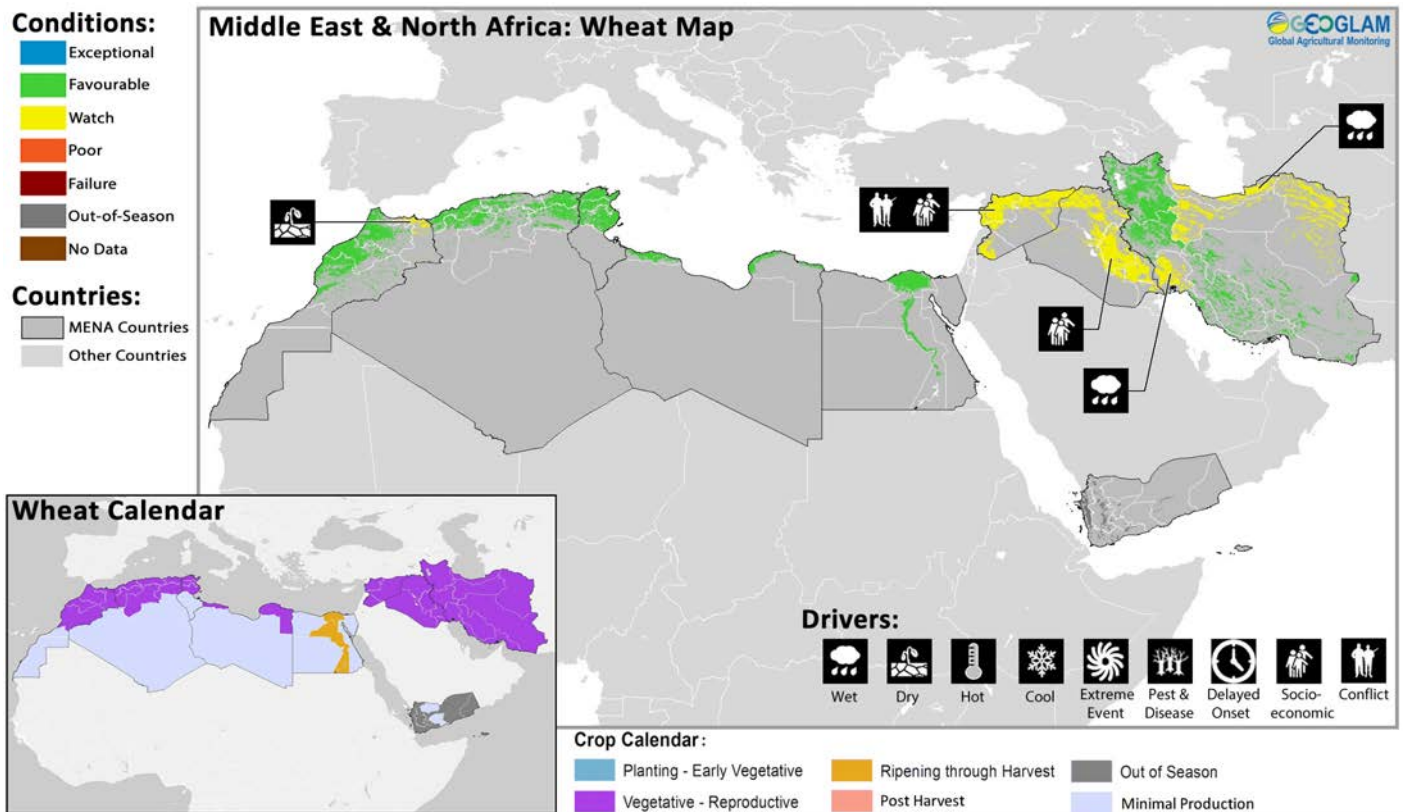 Conditions:
Exceptional
Favourable
Watch
Poor
Failure
Out-of-Season
No Data
Countries:
MENA Countries
Other Countries
Middle East & North Africa: Wheat Map
GEOGLAM
Global Agricultural Monitoring
Wheat Calendar
Drivers:
Wet
Dry
Hot
Cool
Extreme
Event
Pest &
Disease
Delayed
Onset
Socio-
economic
Conflict
Crop Calendar:
Planting - Early Vegetative
Vegetative - Reproductive
Ripening through Harvest
Post Harvest
Out of Season
Minimal Production